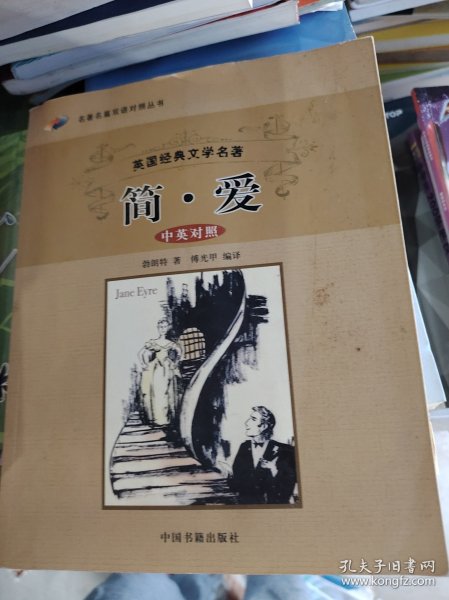 名著名篇双语对照丛书
英国经典文学名著
简·爱
中英对照
勃朗特 著 傅光甲 编译
Jane Eyre
中国书籍出版社
孔夫子旧书网
www.kongfz.com